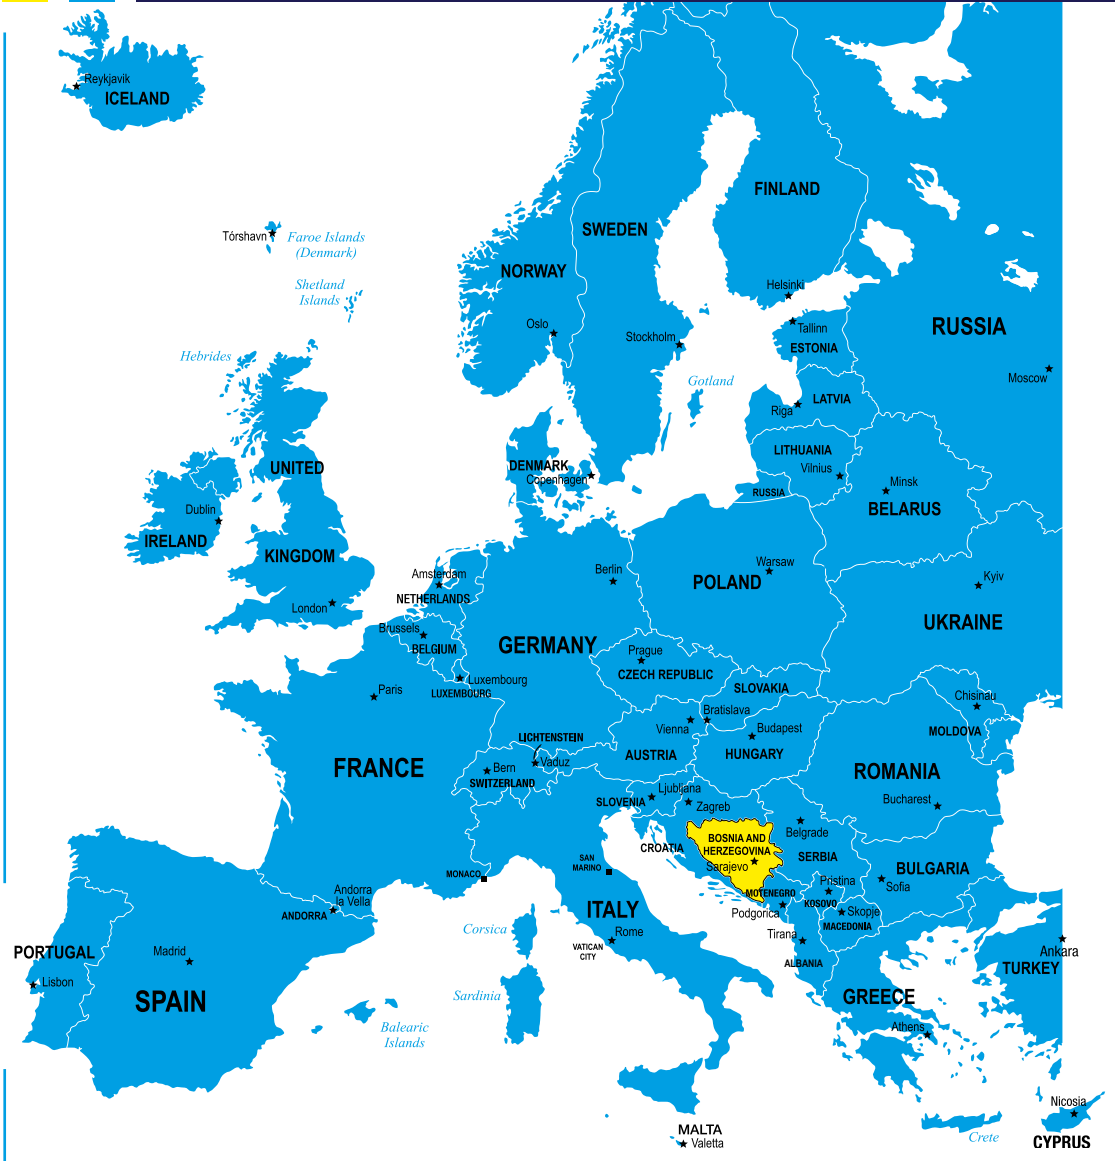 Reykjavik
ICELAND
Tórshavn
Faroe Islands
(Denmark)
Shetland
Islands
Hebrides
NORWAY
Oslo
SWEDEN
Stockholm
FINLAND
Helsinki
Tallinn
ESTONIA
RUSSIA
Moscow
Gotland
Riga
LATVIA
LITHUANIA
Vilnius
RUSSIA
Minsk
BELARUS
DENMARK
Copenhagen
UNITED
KINGDOM
London
Dublin
IRELAND
Amsterdam
NETHERLANDS
Brussels
BELGIUM
Luxembourg
LUXEMBOURG
Berlin
GERMANY
Warsaw
POLAND
Kyiv
UKRAINE
Prague
CZECH REPUBLIC
SLOVAKIA
Bratislava
Vienna
AUSTRIA
Budapest
HUNGARY
Chisinau
MOLDOVA
Paris
FRANCE
LICHTENSTEIN
Vaduz
Bern
SWITZERLAND
ROMANIA
Bucharest
Ljubljana
SLOVENIA
Zagreb
CROATIA
BOSNIA AND
HERZEGOVINA
Sarajevo
Belgrade
SERBIA
BULGARIA
Sofia
MONACO
SAN
MARINO
Andorra
la Vella
ANDORRA
MOTENEGRO
Podgorica
Pristina
KOSOVO
Skopje
MACEDONIA
Tirana
ALBANIA
ITALY
Rome
VATICAN
CITY
Corsica
Sardinia
PORTUGAL
Lisbon
Madrid
SPAIN
Balearic
Islands
GREECE
Athens
Ankara
TURKEY
MALTA
Valetta
Crete
Nicosia
CYPRUS